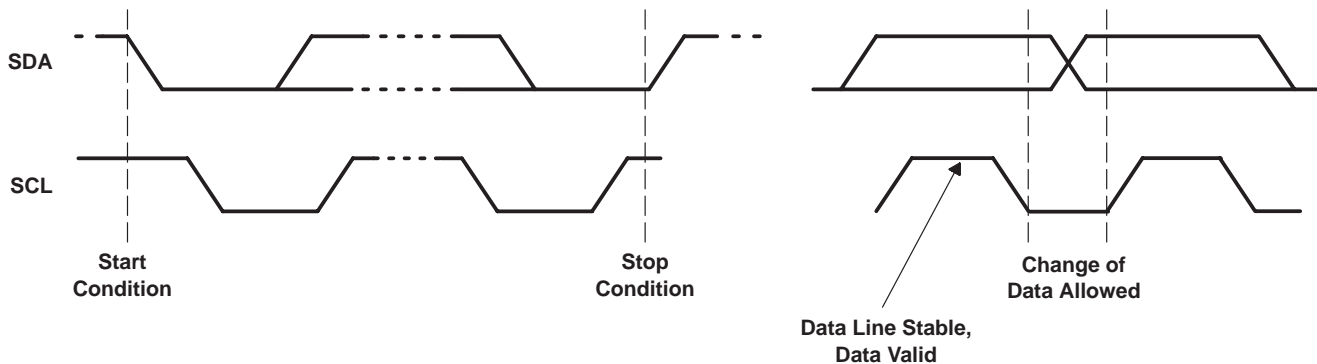 SDA
SCL
Start
Condition
Stop
Condition
Change of
Data Allowed
Data Line Stable,
Data Valid